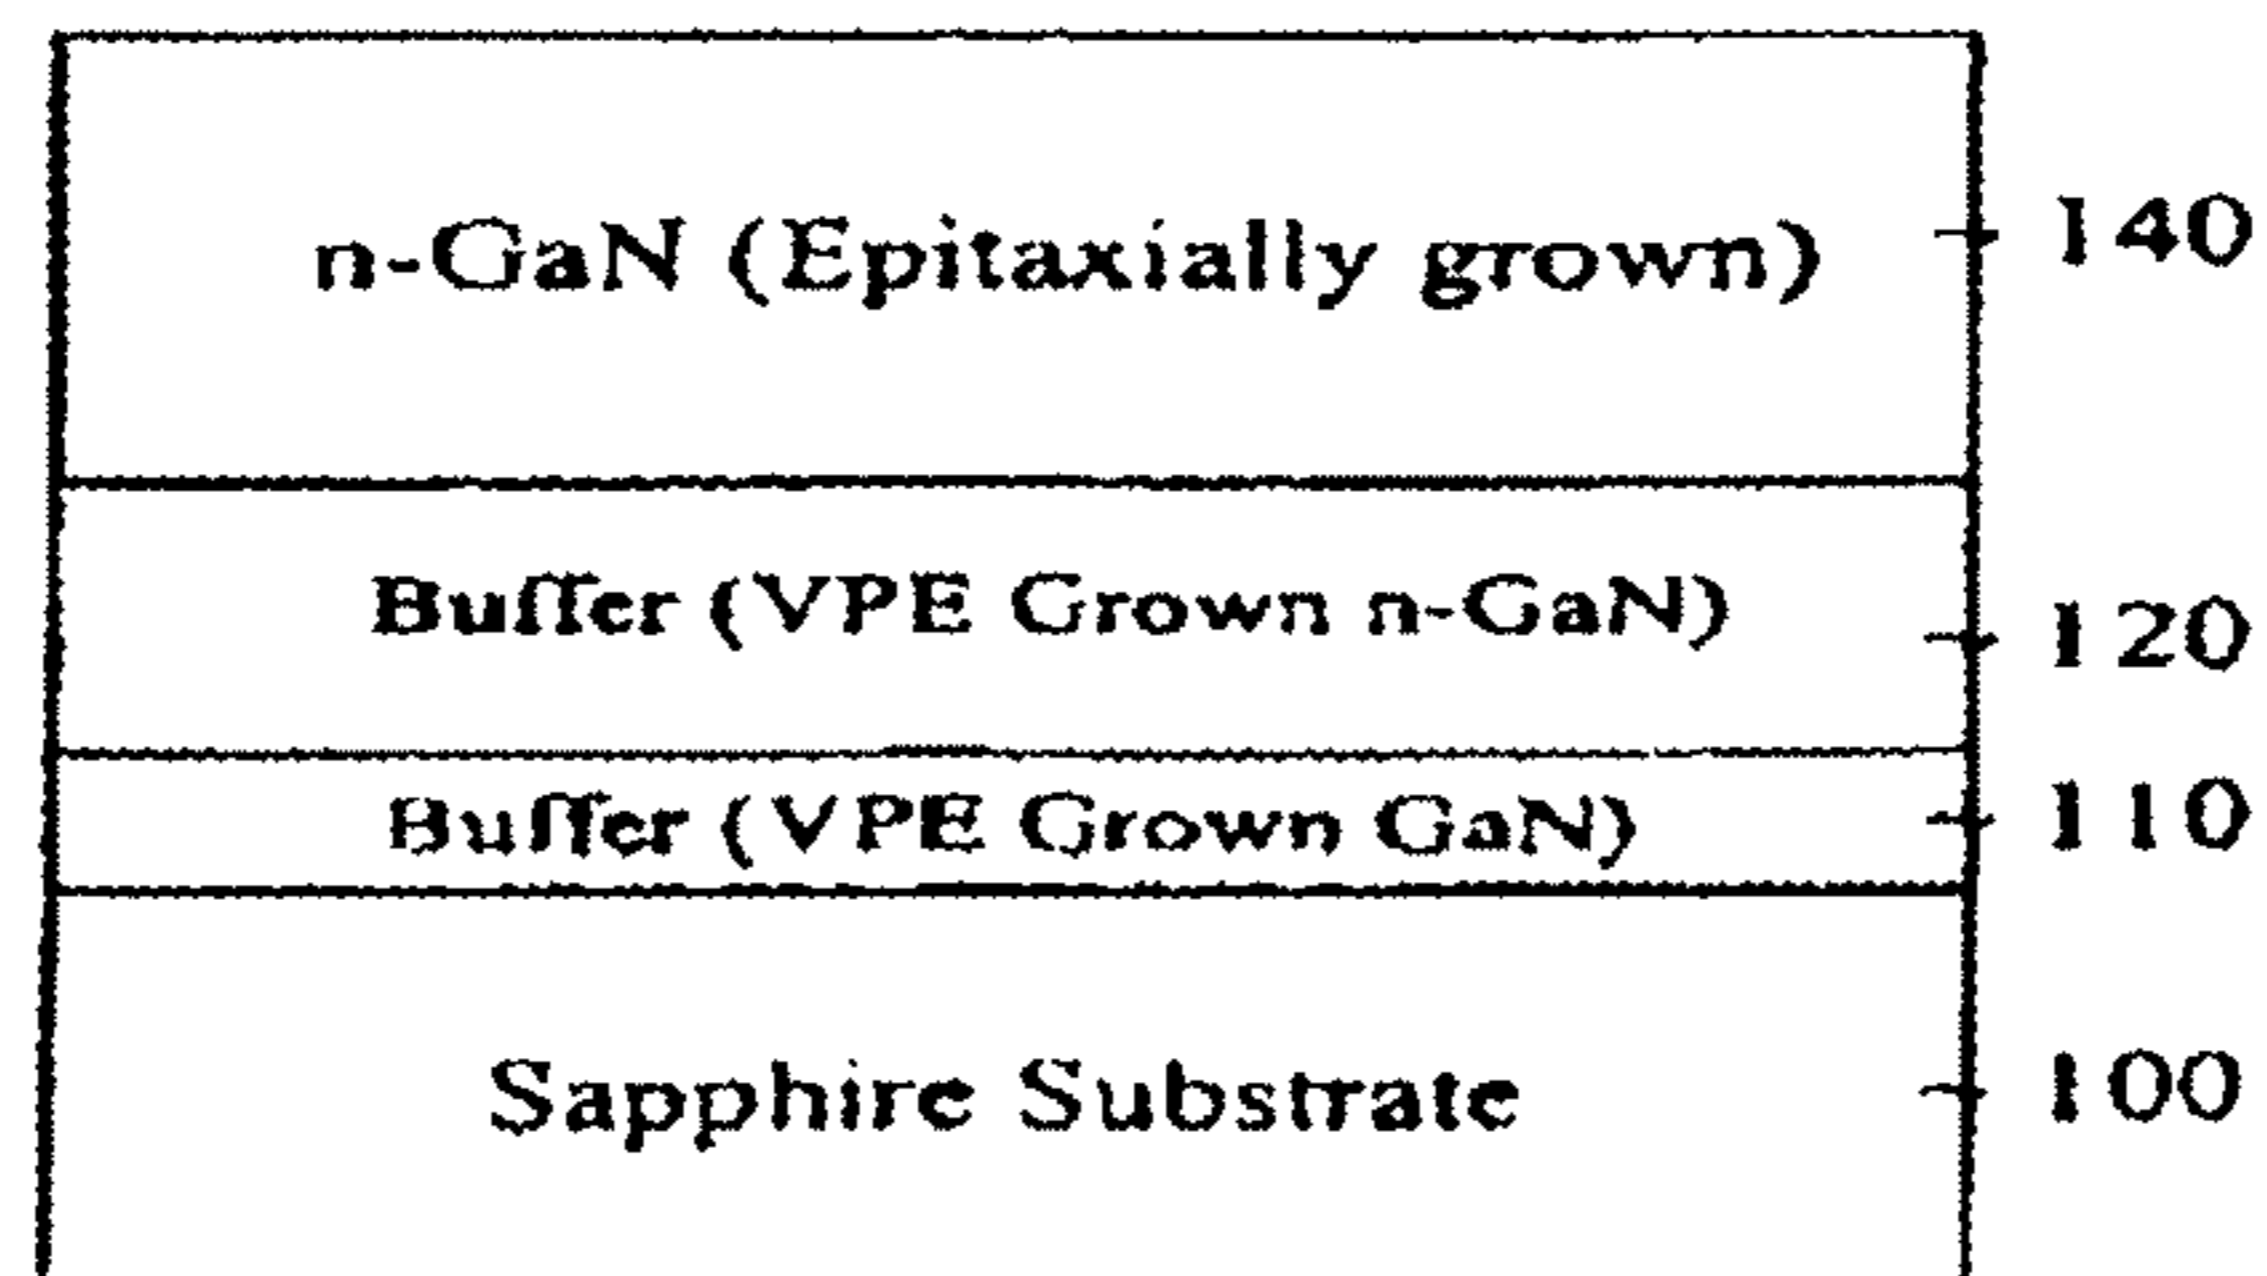 n-GaN (Epitaxially grown) 140
Buffer (VPE Grown n-GaN) 120
Buffer (VPE Grown GaN) 110
Sapphire Substrate 100